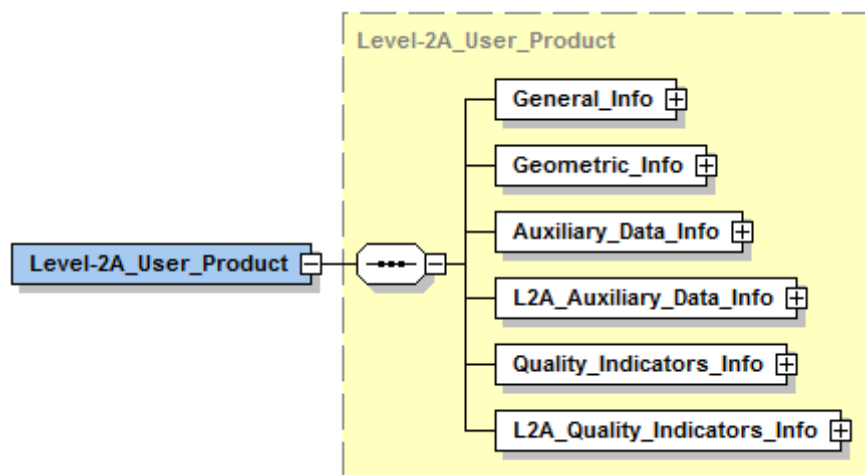 Level-2A_User_Product
General_Info
Geometric_Info
Auxiliary_Data_Info
Level-2A_User_Product
L2A_Auxiliary_Data_Info
Quality_Indicators_Info
L2A_Quality_Indicators_Info